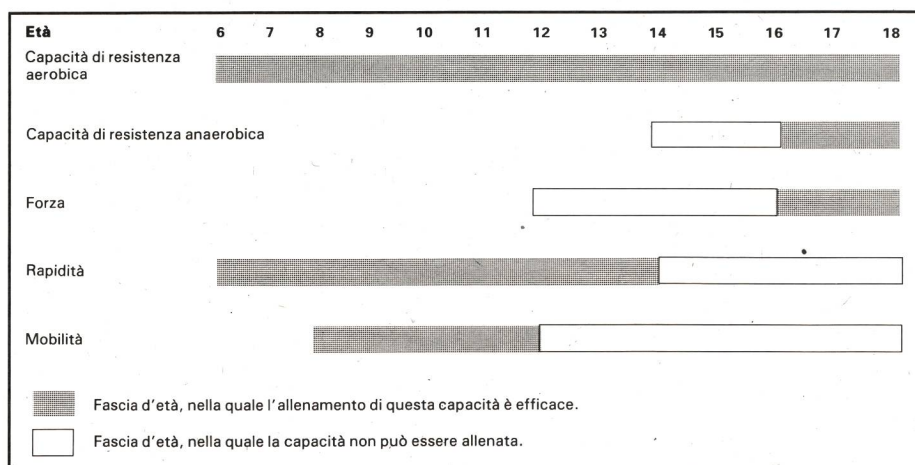 Età 6 7 8 9 10 11 12 13 14 15 16 17 18
Capacità di resistenza
aerobica
Capacità di resistenza anaerobica
Forza
Rapidità
Mobilità
Fascia d'età, nella quale l'allenamento di questa capacità è efficace.
Fascia d'età, nella quale la capacità non può essere allenata.